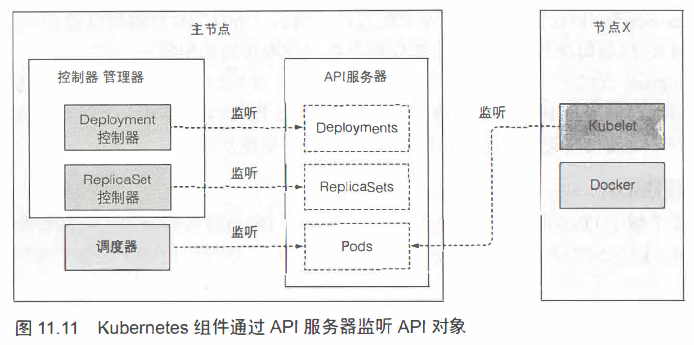 主节点
节点X
控制器 管理器
API服务器
Deployment
控制器
监听
Deployments
监听
Kubelet
ReplicaSet
控制器
监听
ReplicaSets
Docker
调度器
监听
Pods
图 11.11 Kubernetes 组件通过 API 服务器监听 API 对象